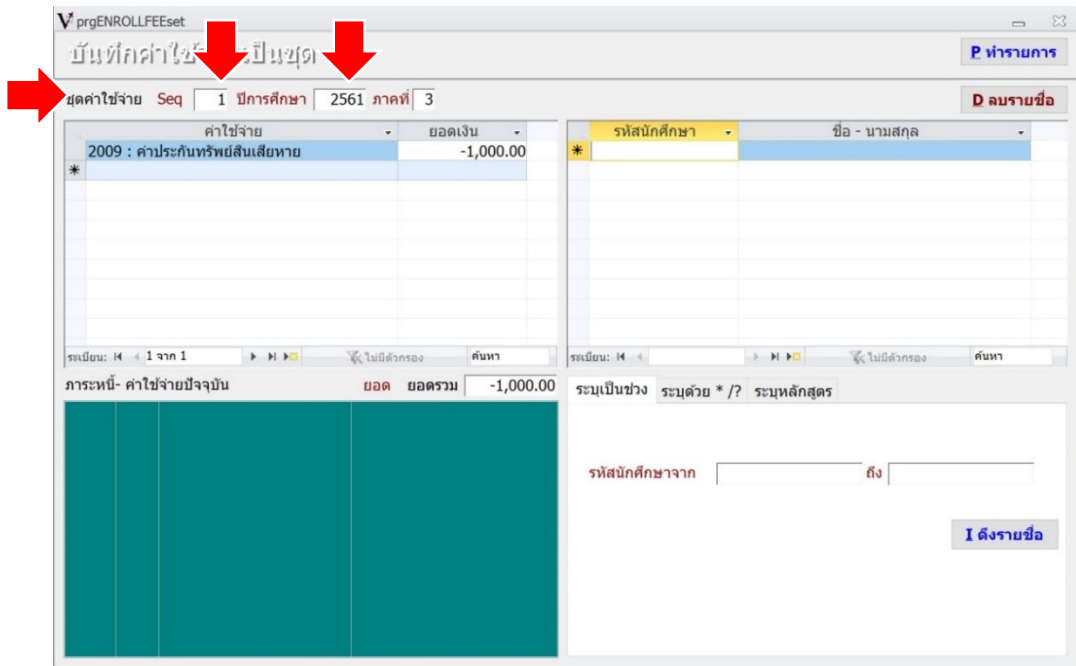 prgENROLLFEEset
บันทึกค่าใช้ เป็นชุด
P ทำรายการ
ชุดค่าใช้จ่าย Seq 1 ปีการศึกษา 2561 ภาคที่ 3
D ลบรายชื่อ
ค่าใช้จ่าย ยอดเงิน
2009 : ค่าประกันทรัพย์สินเสียหาย -1,000.00
*
รหัสนักศึกษา ชื่อ - นามสกุล
*
ระเบียน: 1 จาก 1 ไม่มีตัวกรอง ค้นหา
ระเบียน: ไม่มีตัวกรอง ค้นหา
ภาระหนี้- ค่าใช้จ่ายปัจจุบัน ยอด ยอดรวม -1,000.00
ระบุเป็นช่วง ระบุด้วย * /? ระบุหลักสูตร
รหัสนักศึกษาจาก ถึง
I ดึงรายชื่อ